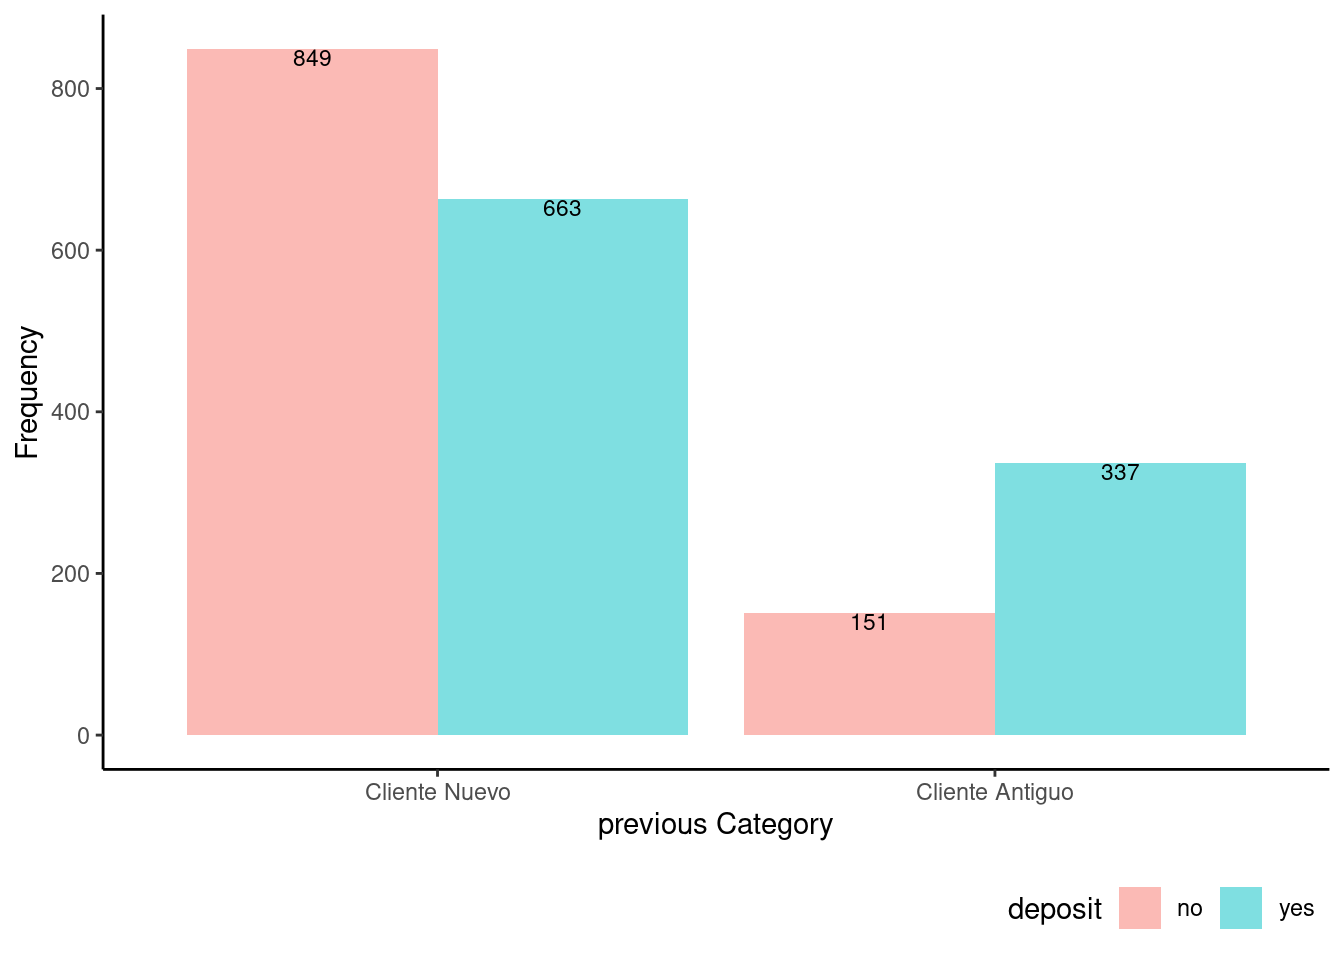 Frequency
800
600
400
200
0
849
663
151
337
Cliente Nuevo
Cliente Antiguo
previous Category
deposit no yes